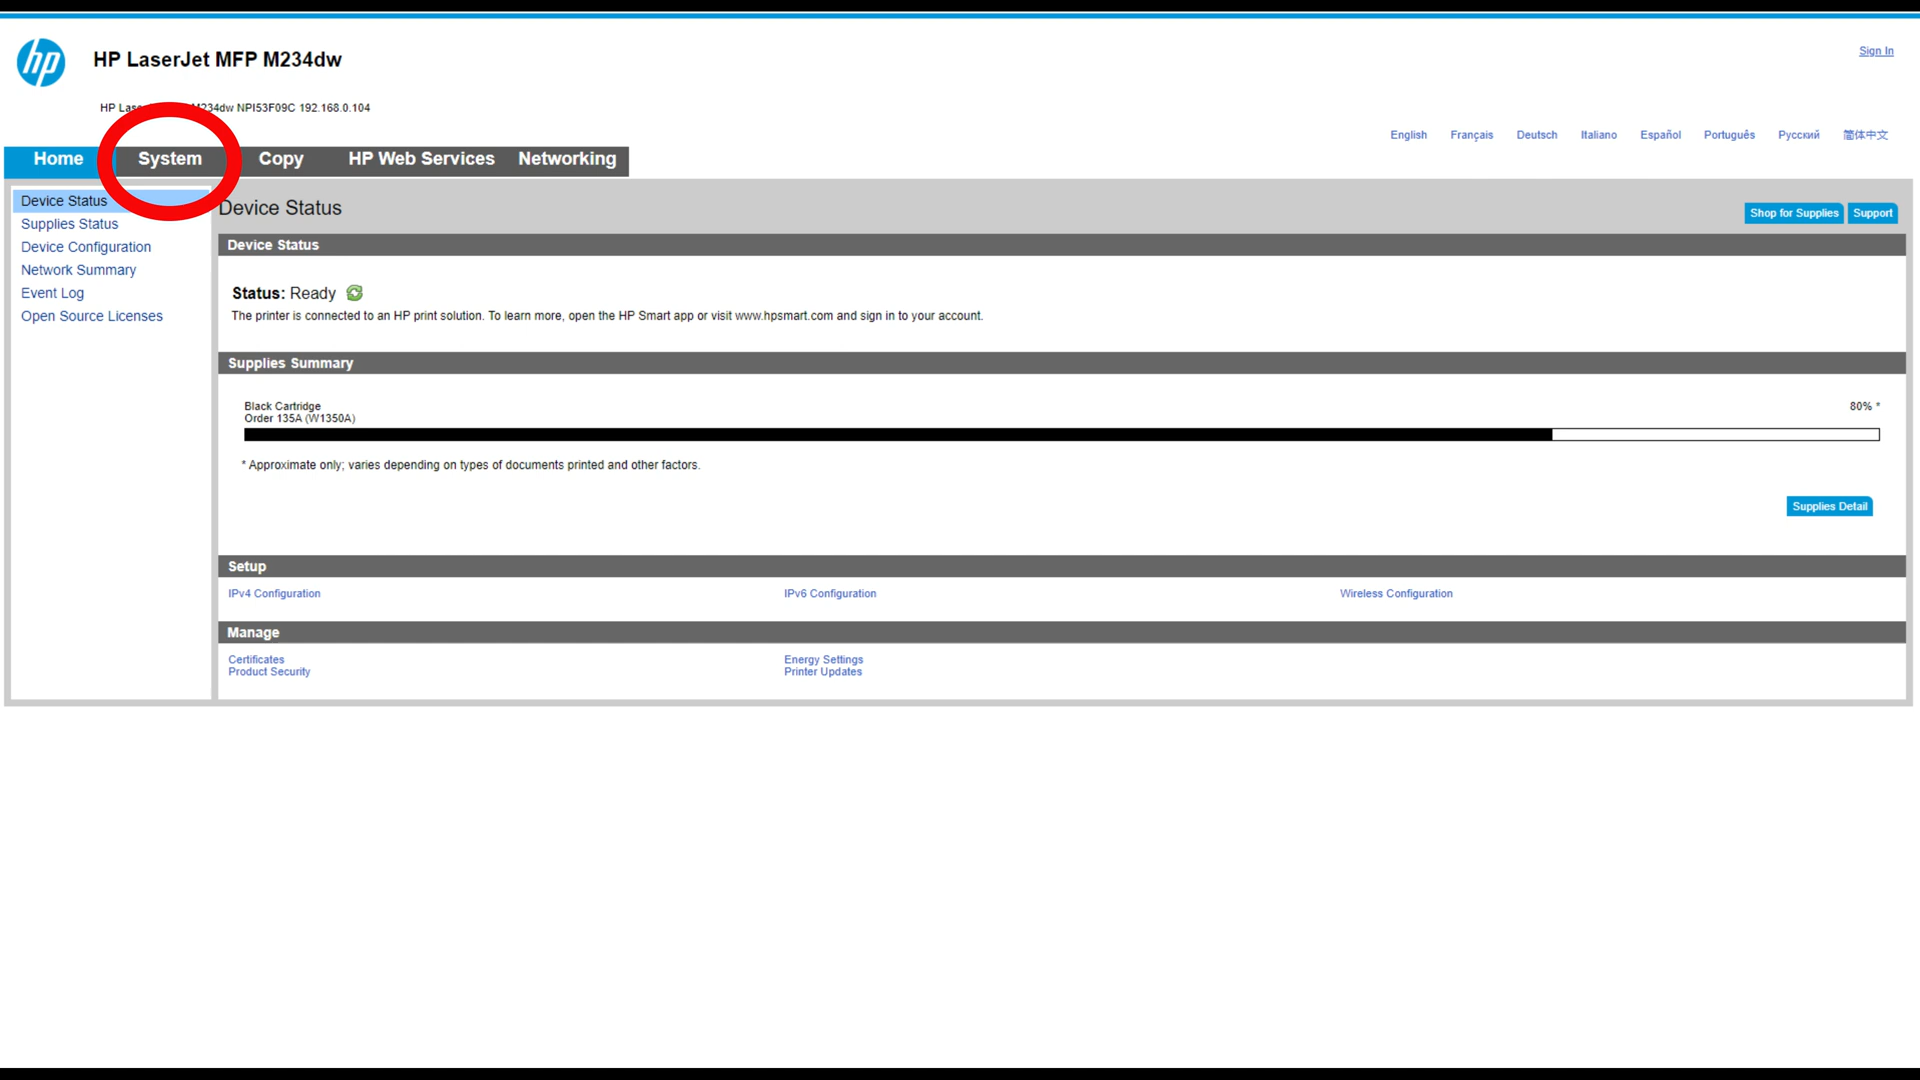 hp
HP LaserJet MFP M234dw
Sign In
HP M234dw NPI53F09C 192.168.0.104
English Français Deutsch Italiano Español Português Русский 简体中文
Home System Copy HP Web Services Networking
Device Status
Supplies Status
Device Configuration
Network Summary
Event Log
Open Source Licenses
Device Status
Shop for Supplies Support
Device Status
Status: Ready
The printer is connected to an HP print solution. To learn more, open the HP Smart app or visit www.hpsmart.com and sign in to your account.
Supplies Summary
Black Cartridge 80% *
Order 135A (W1350A)
* Approximate only; varies depending on types of documents printed and other factors.
Supplies Detail
Setup
IPv4 Configuration IPv6 Configuration Wireless Configuration
Manage
Certificates Energy Settings
Product Security Printer Updates